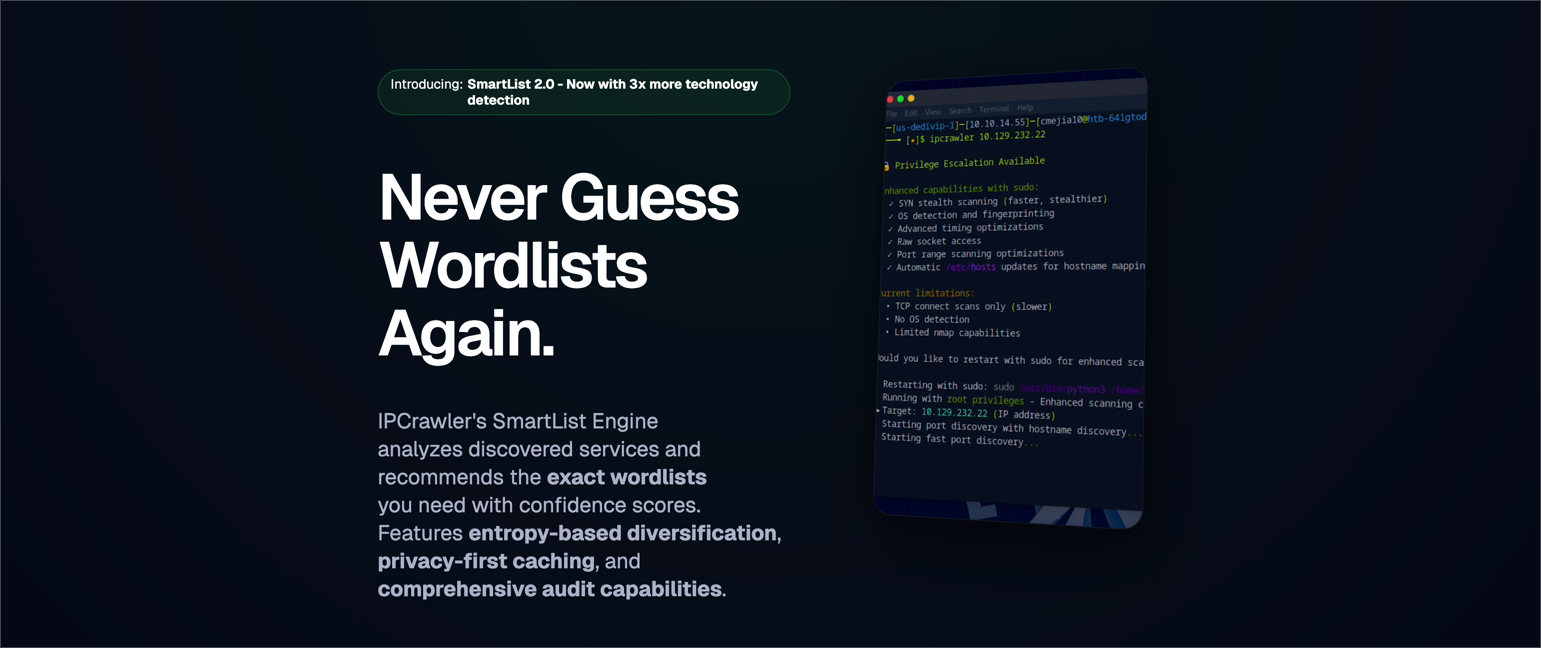 Introducing: SmartList 2.0 - Now with 3x more technology
detection
Never Guess
Wordlists
Again.
IPCrawler's SmartList Engine
analyzes discovered services and
recommends the exact wordlists
you need with confidence scores.
Features entropy-based diversification,
privacy-first caching, and
comprehensive audit capabilities.
File Edit View Search Terminal Help
─[us-dedivip-1]─[10.10.14.55]─[cmejia10@htb-641gtod
[★]$ ipcrawler 10.129.232.22
🔒 Privilege Escalation Available
nhanced capabilities with sudo:
✓ SYN stealth scanning (faster, stealthier)
✓ OS detection and fingerprinting
✓ Advanced timing optimizations
✓ Raw socket access
✓ Port range scanning optimizations
✓ Automatic /etc/hosts updates for hostname mappin
urrent limitations:
• TCP connect scans only (slower)
• No OS detection
• Limited nmap capabilities
ould you like to restart with sudo for enhanced sca
Restarting with sudo: sudo /usr/bin/python3 /home/
Running with root privileges - Enhanced scanning c
▸Target: 10.129.232.22 (IP address)
Starting port discovery with hostname discovery...
Starting fast port discovery...